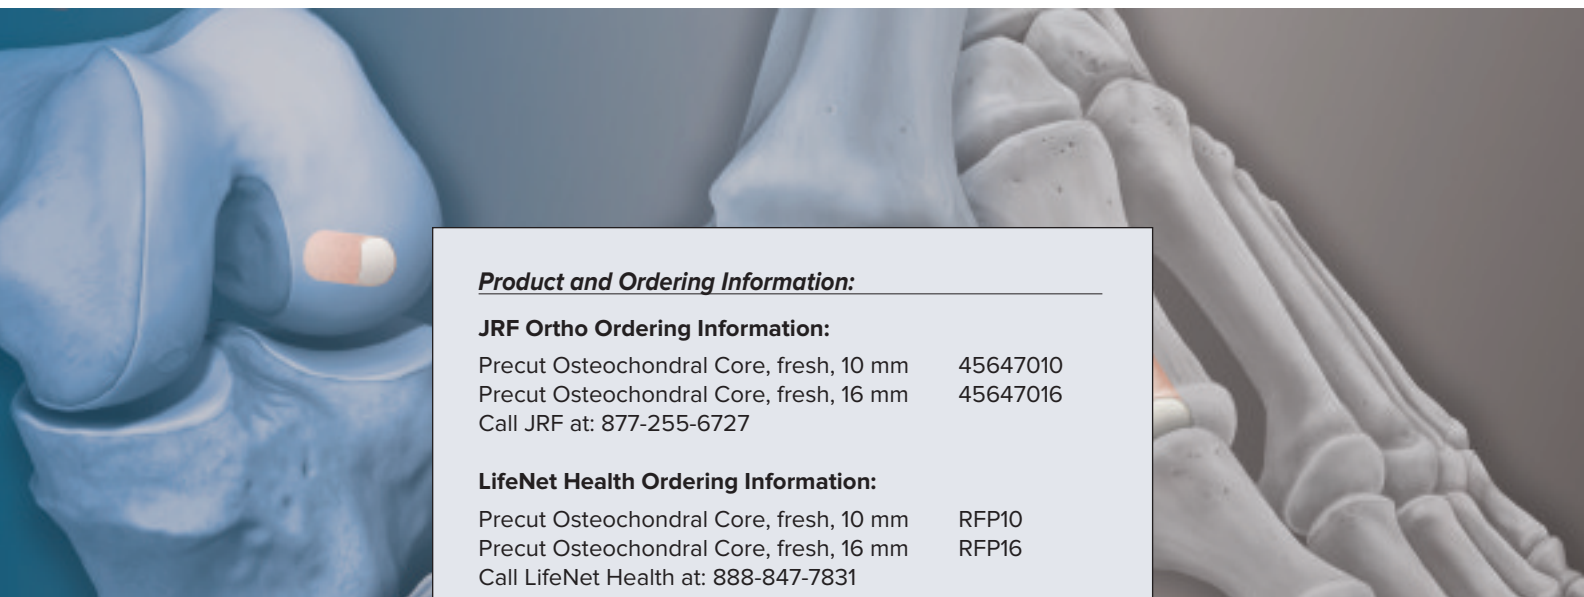 Product and Ordering Information:
JRF Ortho Ordering Information:
Precut Osteochondral Core, fresh, 10 mm 45647010
Precut Osteochondral Core, fresh, 16 mm 45647016
Call JRF at: 877-255-6727
LifeNet Health Ordering Information:
Precut Osteochondral Core, fresh, 10 mm RFP10
Precut Osteochondral Core, fresh, 16 mm RFP16
Call LifeNet Health at: 888-847-7831